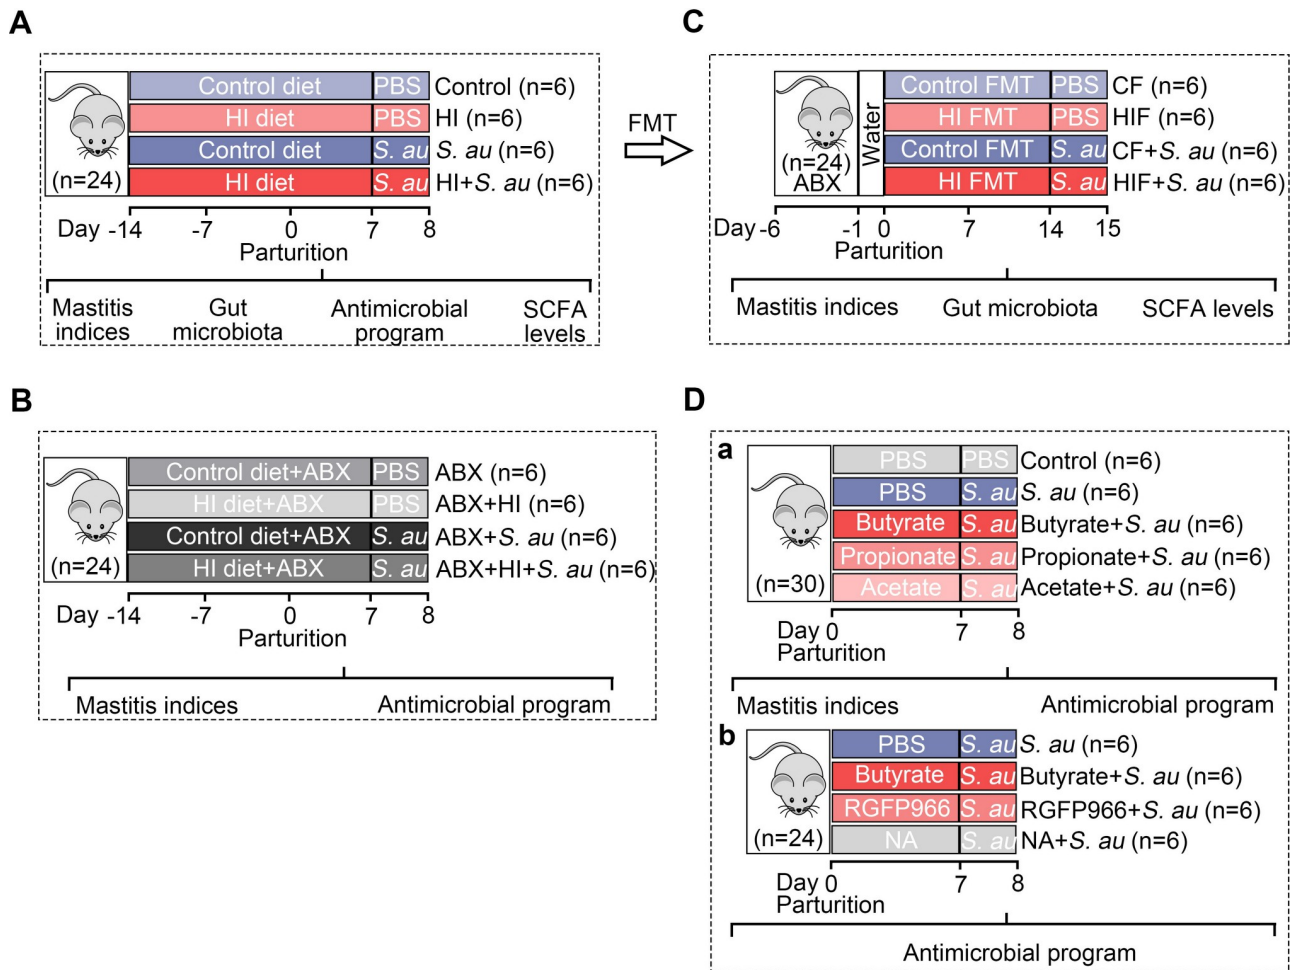 A
Control diet PBS Control (n=6)
HI diet PBS HI (n=6)
Control diet S. au S. au (n=6)
(n=24) HI diet S. au HI+S. au (n=6)
Day -14 -7 0 7 8
Parturition
Mastitis indices
Gut microbiota
Antimicrobial program
SCFA levels
FMT
C
Control FMT PBS CF (n=6)
HI FMT PBS HIF (n=6)
Control FMT S. au CF+S. au (n=6)
HI FMT S. au HIF+S. au (n=6)
(n=24)
ABX
Water
Day -6 -1 0 7 14 15
Parturition
Mastitis indices Gut microbiota SCFA levels
B
Control diet+ABX PBS ABX (n=6)
HI diet+ABX PBS ABX+HI (n=6)
Control diet+ABX S. au ABX+S. au (n=6)
(n=24) HI diet+ABX S. au ABX+HI+S. au (n=6)
Day -14 -7 0 7 8
Parturition
Mastitis indices Antimicrobial program
D
a
PBS PBS Control (n=6)
PBS S. au S. au (n=6)
Butyrate S. au Butyrate+S. au (n=6)
Propionate S. au Propionate+S. au (n=6)
(n=30) Acetate S. au Acetate+S. au (n=6)
Day 0 7 8
Parturition
Mastitis indices Antimicrobial program
b
PBS S. au S. au (n=6)
Butyrate S. au Butyrate+S. au (n=6)
RGFP966 S. au RGFP966+S. au (n=6)
(n=24) NA S. au NA+S. au (n=6)
Day 0 7 8
Parturition
Antimicrobial program